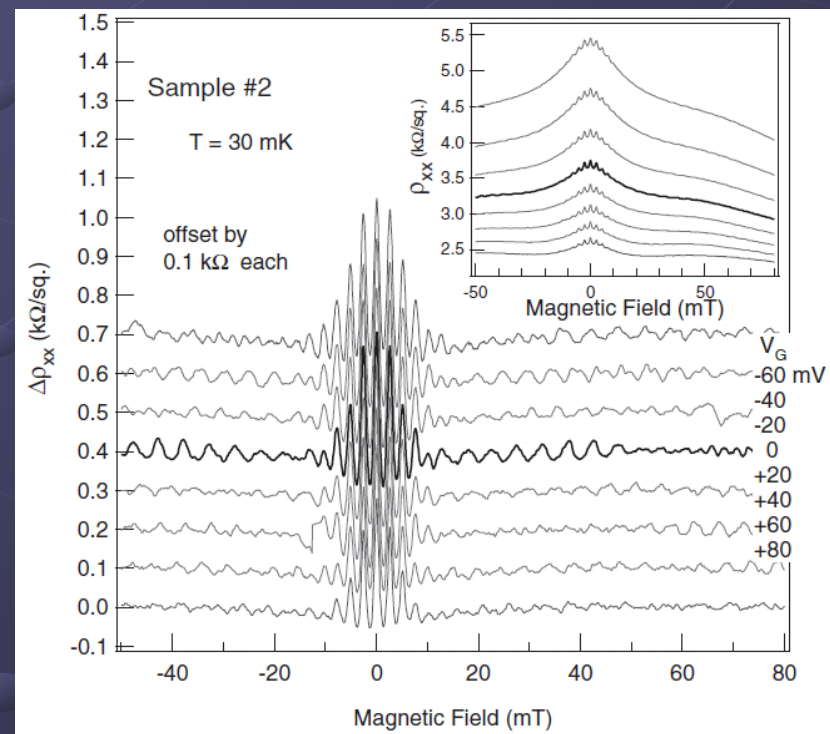 1.5
1.4
1.3
1.2
1.1
1.0
0.9
0.8
0.7
0.6
0.5
0.4
0.3
0.2
0.1
0.0
-0.1
Δρxx (kΩ/sq.)
Sample #2
T = 30 mK
offset by
0.1 kΩ each
5.5
5.0
4.5
4.0
3.5
3.0
2.5
ρxx (kΩ/sq.)
-50 0 50
Magnetic Field (mT)
VG
-60 mV
-40
-20
0
+20
+40
+60
+80
-40 -20 0 20 40 60 80
Magnetic Field (mT)